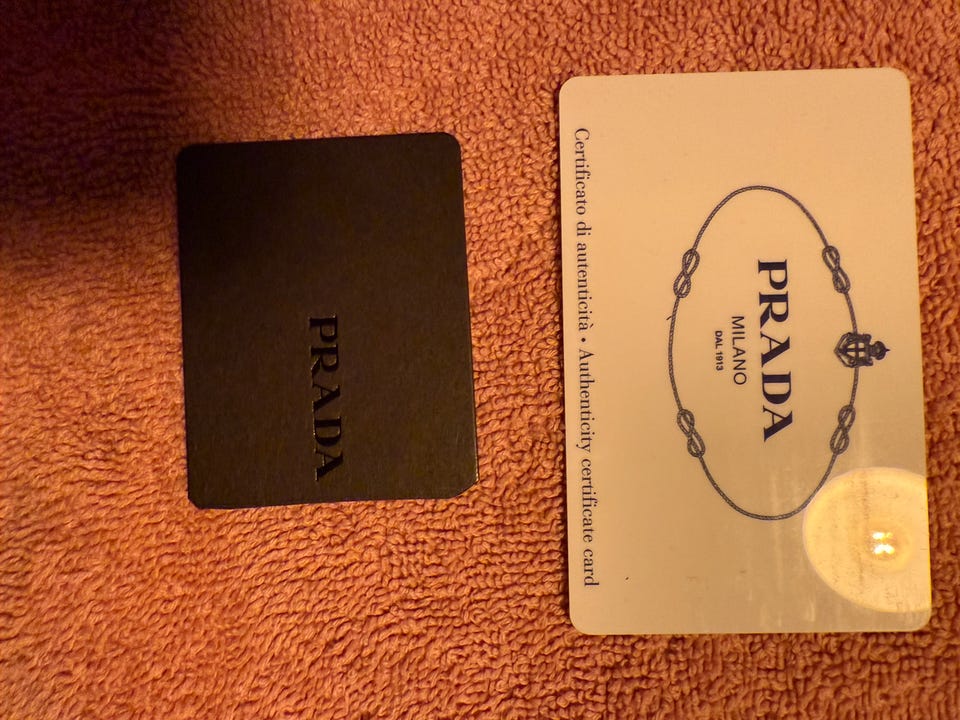 PRADA
PRADA
MILANO
DAL 1913
Certificato di autenticità • Authenticity certificate card